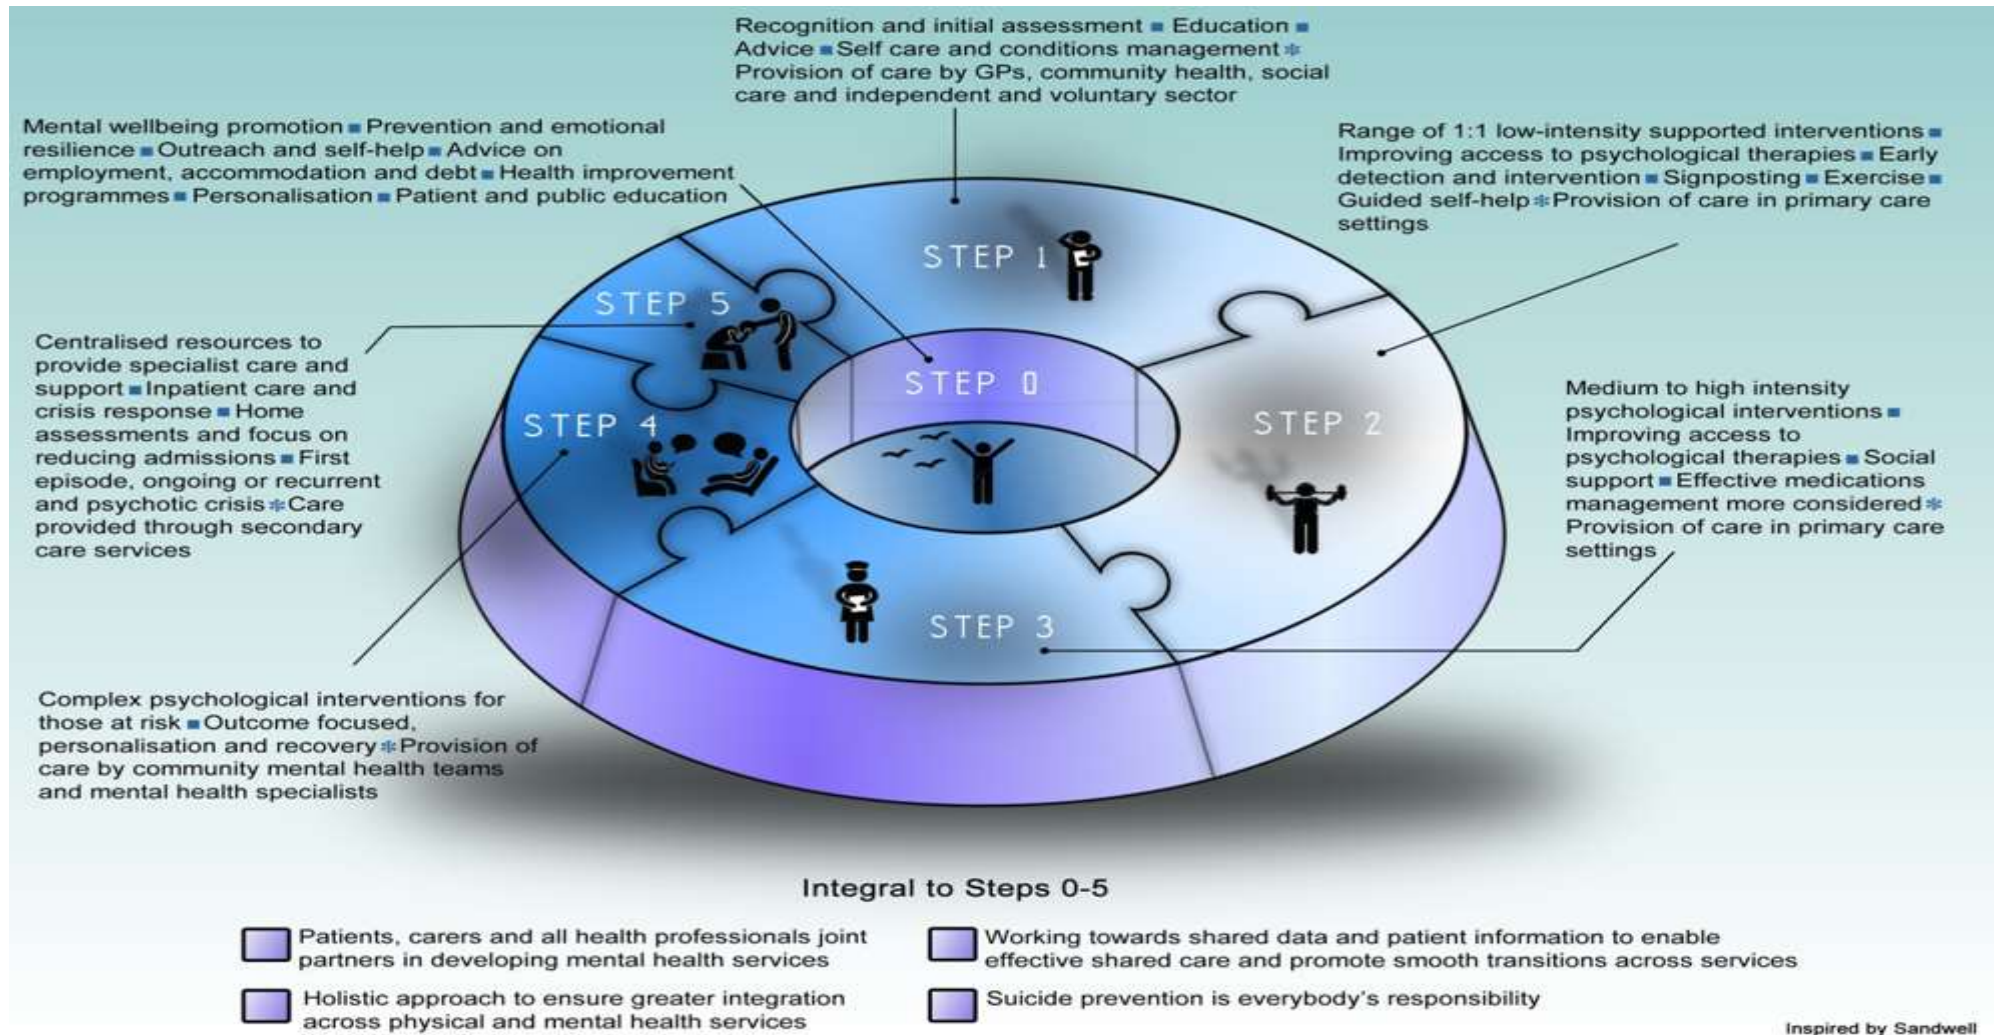 Recognition and initial assessment ▪ Education ▪
Advice ▪ Self care and conditions management *
Provision of care by GPs, community health, social
care and independent and voluntary sector
Mental wellbeing promotion ▪ Prevention and emotional
resilience ▪ Outreach and self-help ▪ Advice on
employment, accommodation and debt ▪ Health improvement
programmes ▪ Personalisation ▪ Patient and public education
Range of 1:1 low-intensity supported interventions ▪
Improving access to psychological therapies ▪ Early
detection and intervention ▪ Signposting ▪ Exercise ▪
Guided self-help * Provision of care in primary care
settings
STEP 1
STEP 5
STEP 0
STEP 4
STEP 2
STEP 3
Centralised resources to
provide specialist care and
support ▪ Inpatient care and
crisis response ▪ Home
assessments and focus on
reducing admissions ▪ First
episode, ongoing or recurrent
and psychotic crisis * Care
provided through secondary
care services
Medium to high intensity
psychological interventions ▪
Improving access to
psychological therapies ▪ Social
support ▪ Effective medications
management more considered *
Provision of care in primary care
settings
Complex psychological interventions for
those at risk ▪ Outcome focused,
personalisation and recovery * Provision of
care by community mental health teams
and mental health specialists
Integral to Steps 0-5
Patients, carers and all health professionals joint
partners in developing mental health services
Working towards shared data and patient information to enable
effective shared care and promote smooth transitions across services
Holistic approach to ensure greater integration
across physical and mental health services
Suicide prevention is everybody's responsibility
Inspired by Sandwell